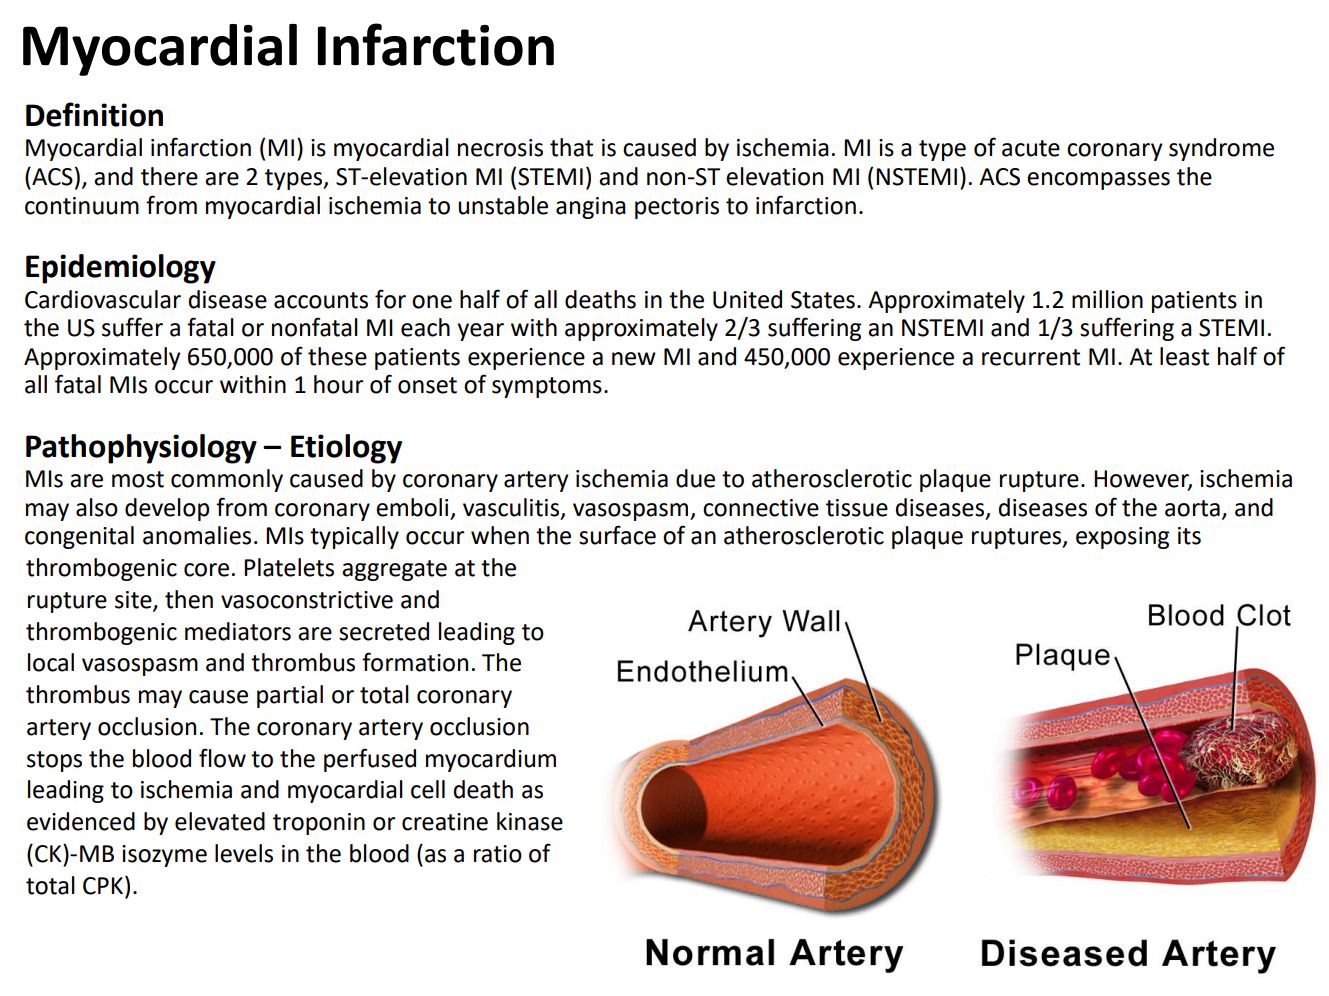 Myocardial Infarction
Definition
Myocardial infarction (MI) is myocardial necrosis that is caused by ischemia. MI is a type of acute coronary syndrome
(ACS), and there are 2 types, ST-elevation MI (STEMI) and non-ST elevation MI (NSTEMI). ACS encompasses the
continuum from myocardial ischemia to unstable angina pectoris to infarction.
Epidemiology
Cardiovascular disease accounts for one half of all deaths in the United States. Approximately 1.2 million patients in
the US suffer a fatal or nonfatal MI each year with approximately 2/3 suffering an NSTEMI and 1/3 suffering a STEMI.
Approximately 650,000 of these patients experience a new MI and 450,000 experience a recurrent MI. At least half of
all fatal MIs occur within 1 hour of onset of symptoms.
Pathophysiology – Etiology
MIs are most commonly caused by coronary artery ischemia due to atherosclerotic plaque rupture. However, ischemia
may also develop from coronary emboli, vasculitis, vasospasm, connective tissue diseases, diseases of the aorta, and
congenital anomalies. MIs typically occur when the surface of an atherosclerotic plaque ruptures, exposing its
thrombogenic core. Platelets aggregate at the
rupture site, then vasoconstrictive and
thrombogenic mediators are secreted leading to
local vasospasm and thrombus formation. The
thrombus may cause partial or total coronary
artery occlusion. The coronary artery occlusion
stops the blood flow to the perfused myocardium
leading to ischemia and myocardial cell death as
evidenced by elevated troponin or creatine kinase
(CK)-MB isozyme levels in the blood (as a ratio of
total CPK).
Artery Wall
Endothelium
Normal Artery
Blood Clot
Plaque
Diseased Artery